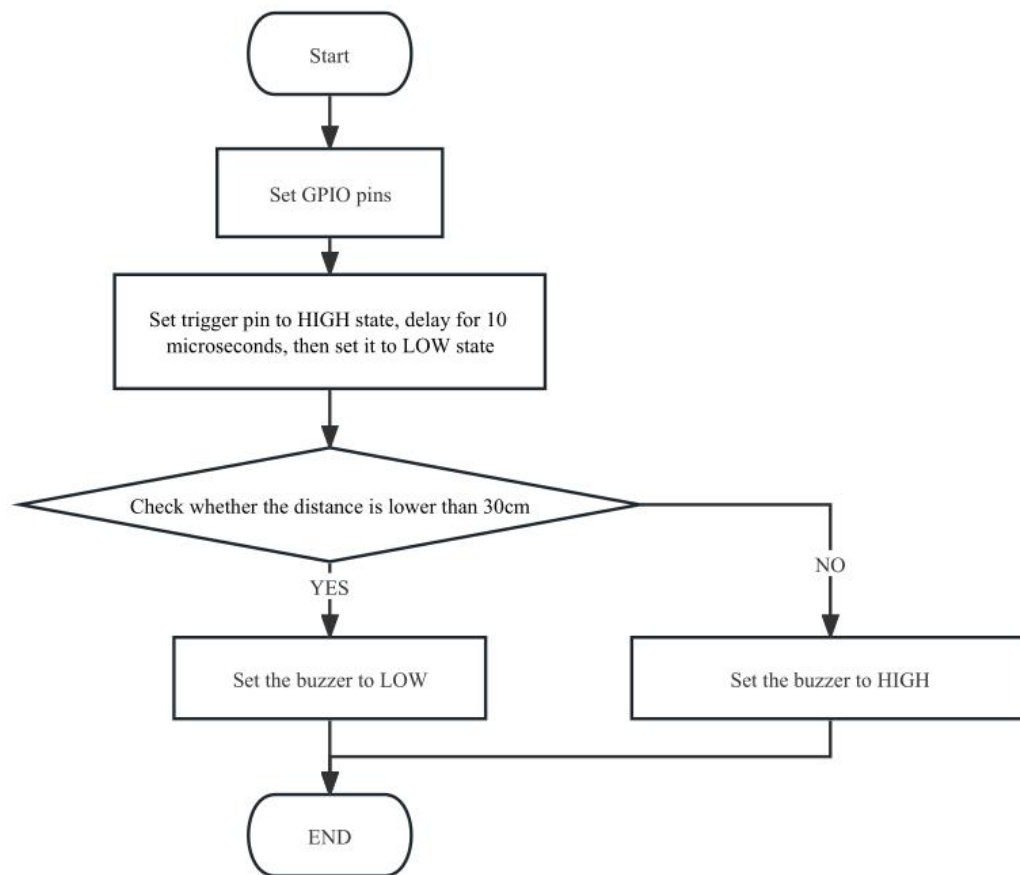 Start
Set GPIO pins
Set trigger pin to HIGH state, delay for 10
microseconds, then set it to LOW state
Check whether the distance is lower than 30cm
YES
NO
Set the buzzer to LOW
Set the buzzer to HIGH
END